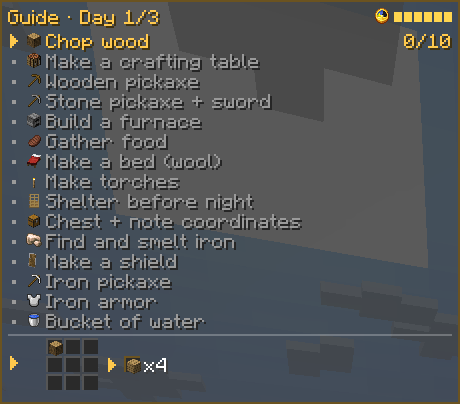 Guide · Day 1/3
Chop wood 0/10
Make a crafting table
Wooden pickaxe
Stone pickaxe + sword
Build a furnace
Gather food
Make a bed (wool)
Make torches
Shelter before night
Chest + note coordinates
Find and smelt iron
Make a shield
Iron pickaxe
Iron armor
Bucket of water
x4